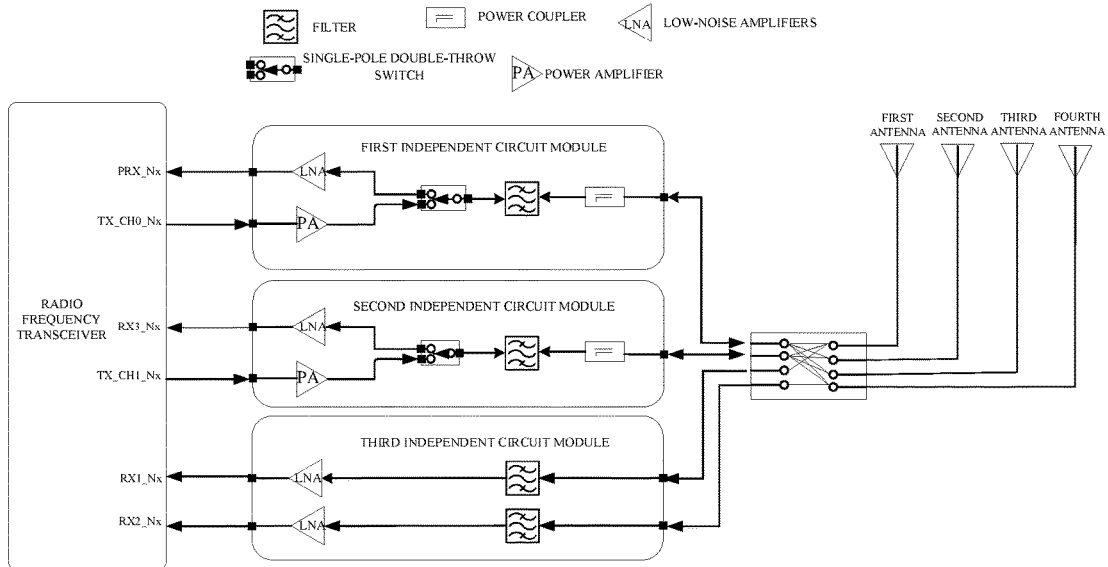 FILTER
POWER COUPLER
LNA
LOW-NOISE AMPLIFIERS
SINGLE-POLE DOUBLE-THROW
SWITCH
PA
POWER AMPLIFIER
FIRST
ANTENNA
SECOND
ANTENNA
THIRD
ANTENNA
FOURTH
ANTENNA
RADIO
FREQUENCY
TRANSCEIVER
PRX_Nx
TX_CH0_Nx
RX3_Nx
TX_CH1_Nx
RX1_Nx
RX2_Nx
FIRST INDEPENDENT CIRCUIT MODULE
LNA
PA
SECOND INDEPENDENT CIRCUIT MODULE
LNA
PA
THIRD INDEPENDENT CIRCUIT MODULE
LNA
LNA